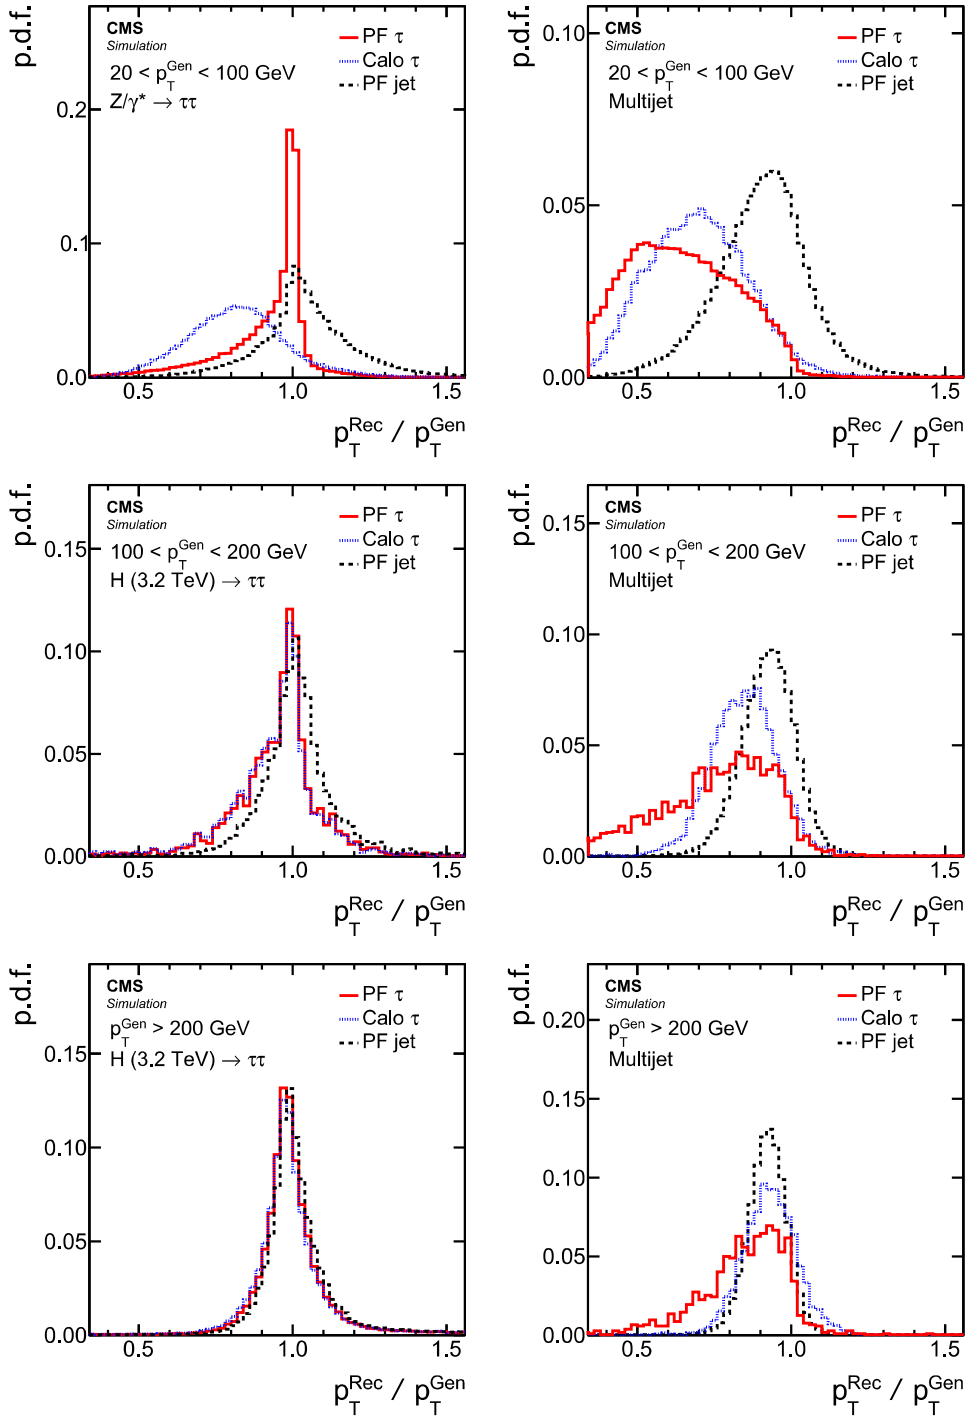 p.d.f.
CMS
Simulation
20 < p_T^Gen < 100 GeV
Z/γ* → ττ
PF τ
Calo τ
PF jet
0.2
0.1
0.0
0.5 1.0 1.5
p_T^Rec / p_T^Gen
p.d.f.
CMS
Simulation
20 < p_T^Gen < 100 GeV
Multijet
PF τ
Calo τ
PF jet
0.10
0.05
0.00
0.5 1.0 1.5
p_T^Rec / p_T^Gen
p.d.f.
CMS
Simulation
100 < p_T^Gen < 200 GeV
H (3.2 TeV) → ττ
PF τ
Calo τ
PF jet
0.15
0.10
0.05
0.00
0.5 1.0 1.5
p_T^Rec / p_T^Gen
p.d.f.
CMS
Simulation
100 < p_T^Gen < 200 GeV
Multijet
PF τ
Calo τ
PF jet
0.15
0.10
0.05
0.00
0.5 1.0 1.5
p_T^Rec / p_T^Gen
p.d.f.
CMS
Simulation
p_T^Gen > 200 GeV
H (3.2 TeV) → ττ
PF τ
Calo τ
PF jet
0.15
0.10
0.05
0.00
0.5 1.0 1.5
p_T^Rec / p_T^Gen
p.d.f.
CMS
Simulation
p_T^Gen > 200 GeV
Multijet
PF τ
Calo τ
PF jet
0.20
0.15
0.10
0.05
0.00
0.5 1.0 1.5
p_T^Rec / p_T^Gen